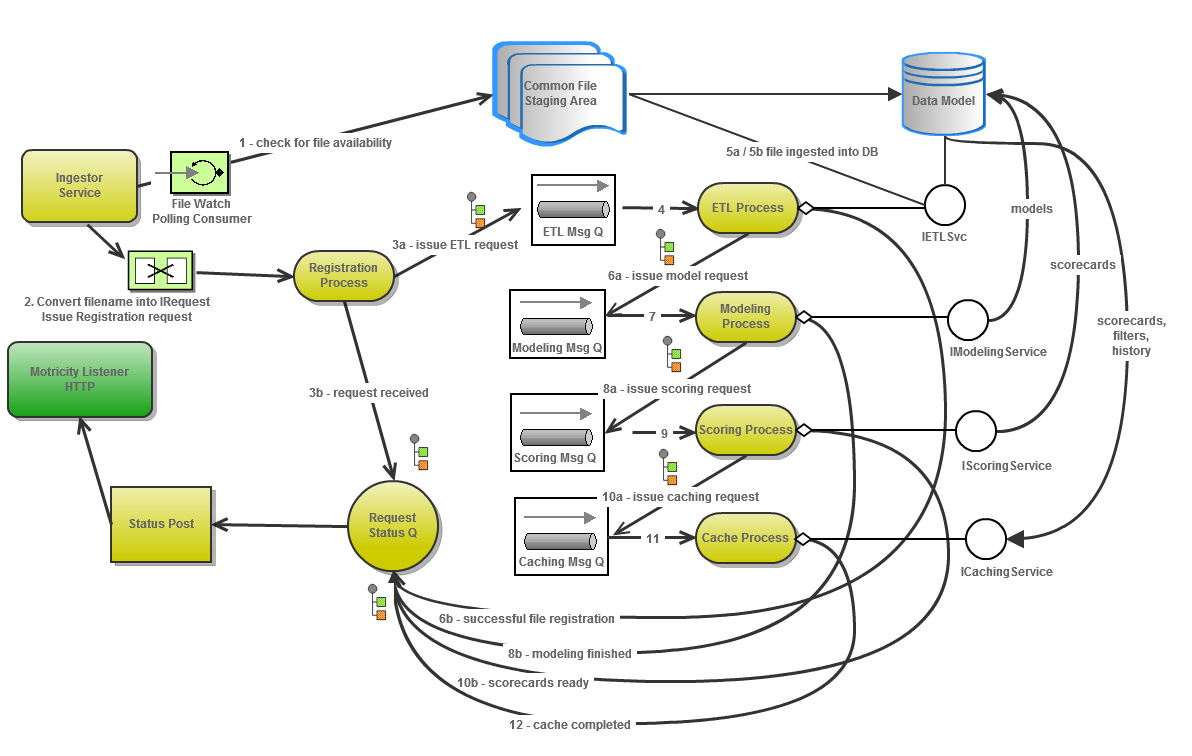 Common File
Staging Area
Data Model
1 - check for file availability
5a / 5b file ingested into DB
Ingestor
Service
File Watch
Polling Consumer
ETL Msg Q
4
ETL Process
IETLSvc
models
3a - issue ETL request
Registration
Process
6a - issue model request
scorecards
2. Convert filename into IRequest
Issue Registration request
Modeling Msg Q
7
Modeling
Process
IModelingService
scorecards,
filters,
history
Motricity Listener
HTTP
3b - request received
8a - issue scoring request
Scoring Msg Q
9
Scoring Process
IScoringService
10a - issue caching request
Status Post
Request
Status Q
Caching Msg Q
11
Cache Process
ICachingService
6b - successful file registration
8b - modeling finished
10b - scorecards ready
12 - cache completed